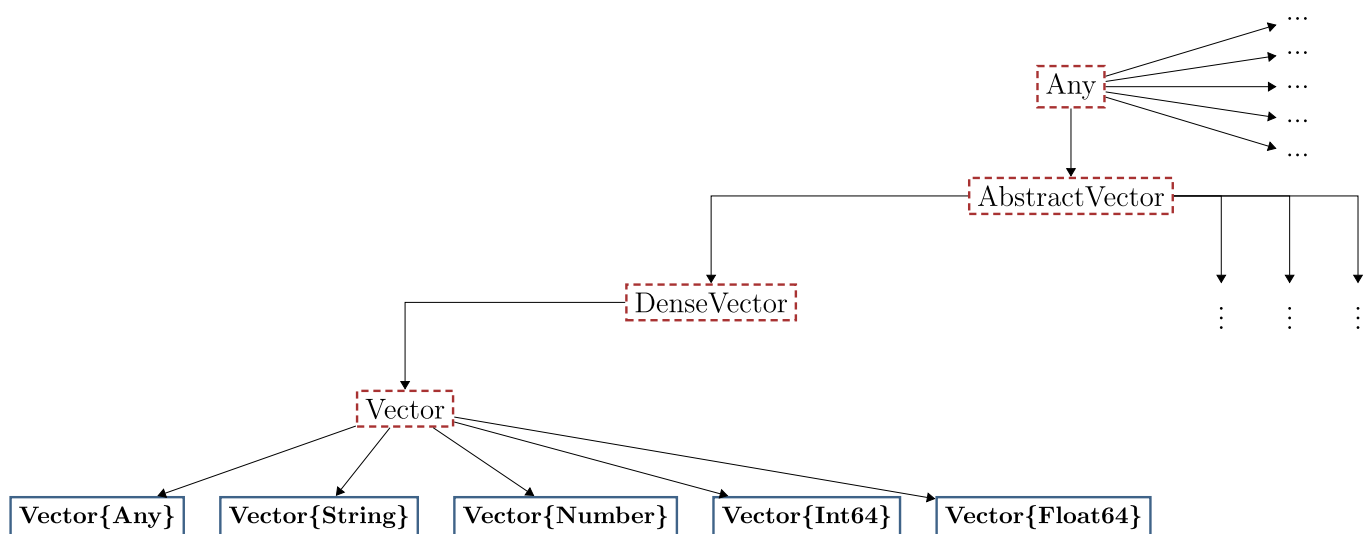 ...
...
Any
...
...
...
AbstractVector
DenseVector
⋮ ⋮ ⋮
Vector
Vector{Any} Vector{String} Vector{Number} Vector{Int64} Vector{Float64}